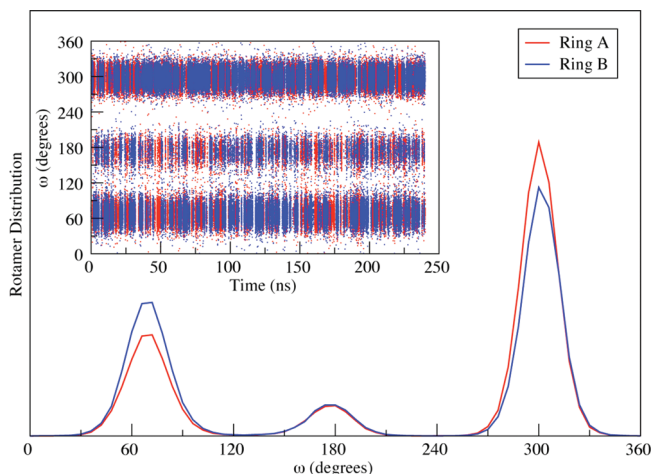 360
300
240
180
120
60
0
ω (degrees)
0 50 100 150 200 250
Time (ns)
Ring A
Ring B
Rotamer Distribution
0 60 120 180 240 300 360
ω (degrees)